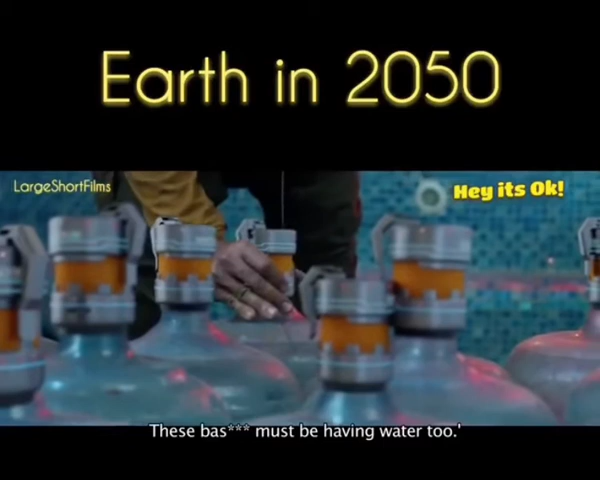 Earth in 2050
LargeShortFilms
Hey its Ok!
These bas*** must be having water too.'